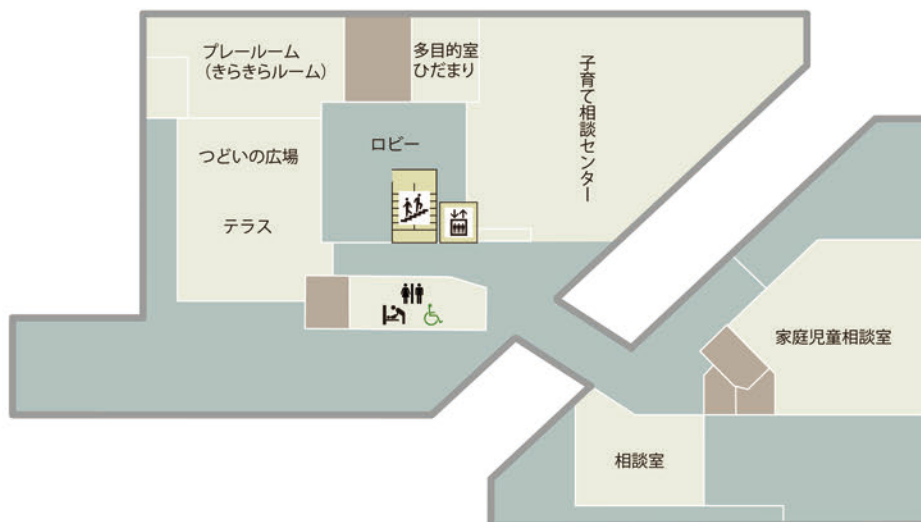 プレールーム
（きらきらルーム）
多目的室
ひだまり
子育て相談センター
ロビー
つどいの広場
テラス
家庭児童相談室
相談室